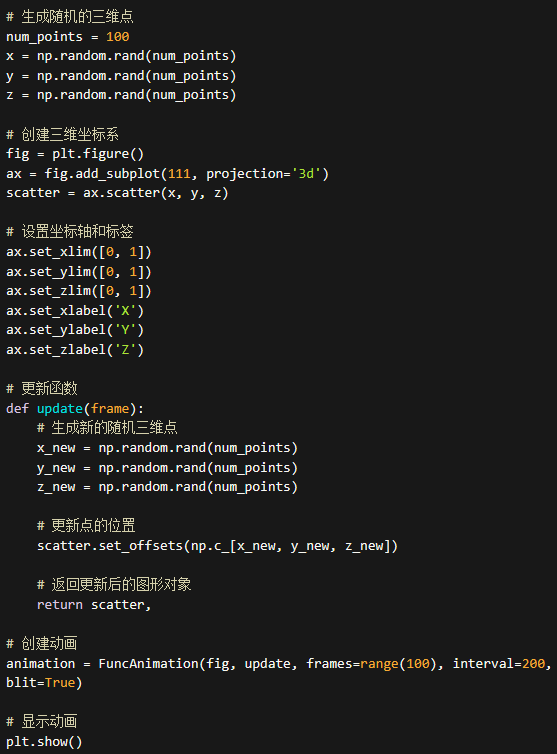 # 生成随机的三维点
num_points = 100
x = np.random.rand(num_points)
y = np.random.rand(num_points)
z = np.random.rand(num_points)

# 创建三维坐标系
fig = plt.figure()
ax = fig.add_subplot(111, projection='3d')
scatter = ax.scatter(x, y, z)

# 设置坐标轴和标签
ax.set_xlim([0, 1])
ax.set_ylim([0, 1])
ax.set_zlim([0, 1])
ax.set_xlabel('X')
ax.set_ylabel('Y')
ax.set_zlabel('Z')

# 更新函数
def update(frame):
    # 生成新的随机三维点
    x_new = np.random.rand(num_points)
    y_new = np.random.rand(num_points)
    z_new = np.random.rand(num_points)

    # 更新点的位置
    scatter.set_offsets(np.c_[x_new, y_new, z_new])

    # 返回更新后的图形对象
    return scatter,

# 创建动画
animation = FuncAnimation(fig, update, frames=range(100), interval=200,
blit=True)

# 显示动画
plt.show()